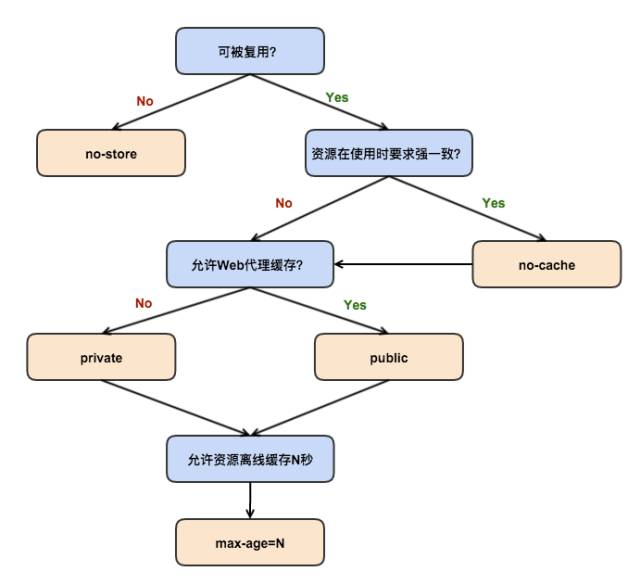 可被复用?
No
Yes
no-store
资源在使用时要求强一致?
No
Yes
允许Web代理缓存?
no-cache
No
Yes
private
public
允许资源离线缓存N秒
max-age=N